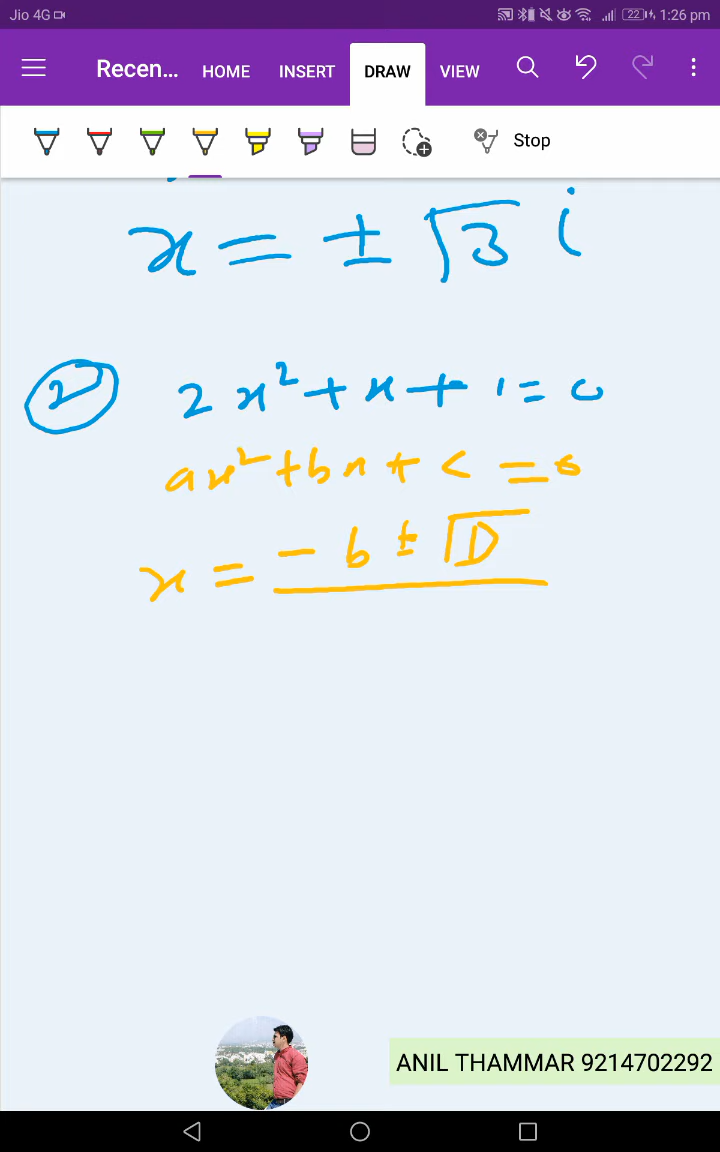 Jio 4G 22 1:26 pm
Recen... HOME INSERT DRAW VIEW
Stop
x = ± √3 i
2 2x² + x + 1 = 0
ax² + bx + c = 0
x = - b ± √D
ANIL THAMMAR 9214702292